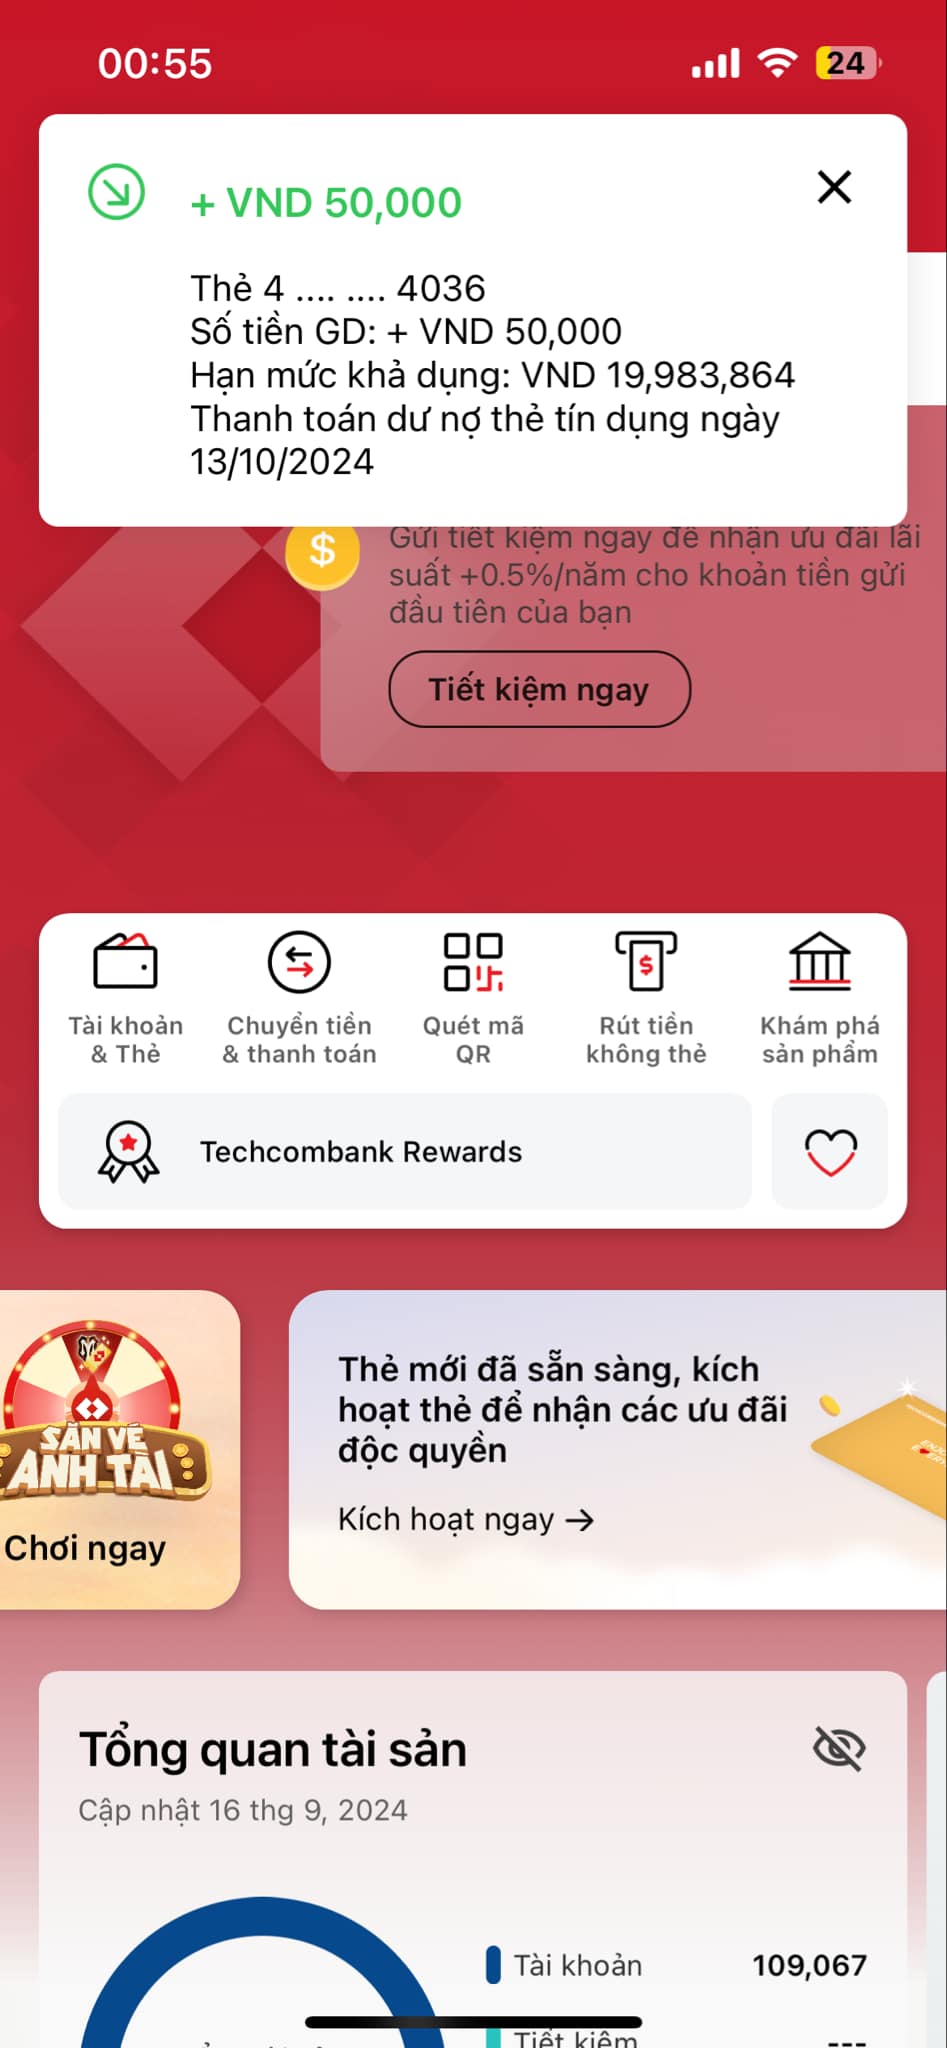 00:55
24
+ VND 50,000
Thẻ 4 .... .... 4036
Số tiền GD: + VND 50,000
Hạn mức khả dụng: VND 19,983,864
Thanh toán dư nợ thẻ tín dụng ngày
13/10/2024
$
Gửi tiết kiệm ngay để nhận ưu đãi lãi
suất +0.5%/năm cho khoản tiền gửi
đầu tiên của bạn
Tiết kiệm ngay
Tài khoản
& Thẻ
Chuyển tiền
& thanh toán
Quét mã
QR
$
Rút tiền
không thẻ
Khám phá
sản phẩm
Techcombank Rewards
SĂN VÉ
ANH TÀI
Chơi ngay
Thẻ mới đã sẵn sàng, kích
hoạt thẻ để nhận các ưu đãi
độc quyền
Kích hoạt ngay →
Tổng quan tài sản
Cập nhật 16 thg 9, 2024
Tài khoản 109,067
Tiết kiệm ---